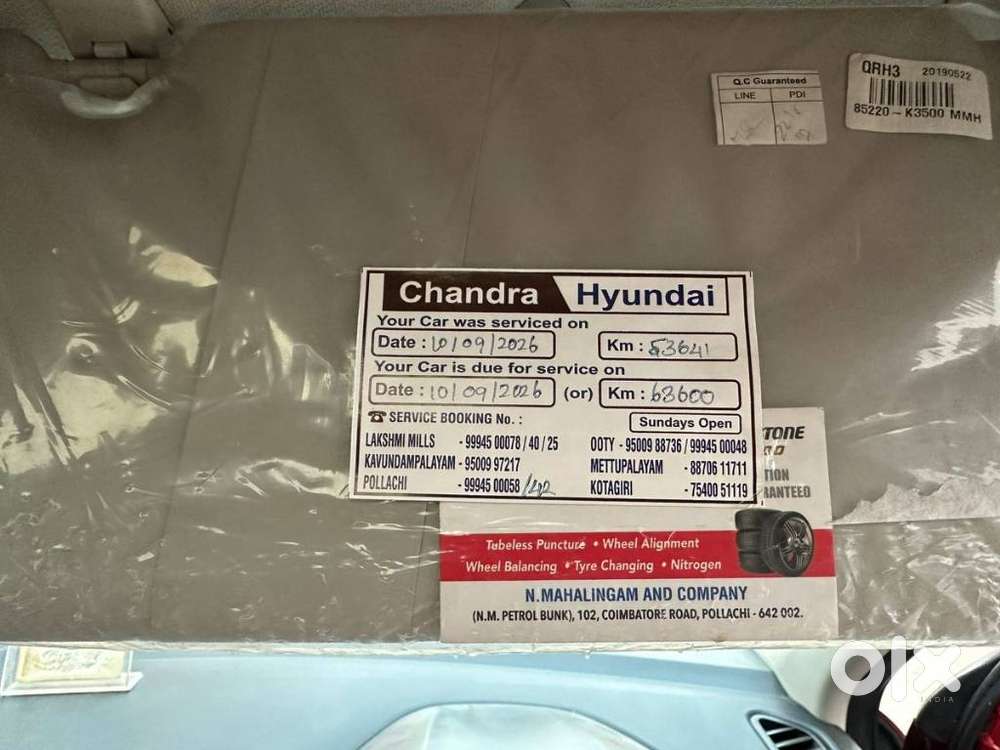 Q.C Guaranteed
LINE PDI
QRH3 20190522
85220-K3500 MMH
Chandra Hyundai
Your Car was serviced on
Date : 10/09/2026 Km : 53641
Your Car is due for service on
Date : 10/09/2026 (or) Km : 63600
☎ SERVICE BOOKING No. : Sundays Open
LAKSHMI MILLS - 99945 00078 / 40 / 25 OOTY - 95009 88736 / 99945 00048
KAVUNDAMPALAYAM - 95009 97217 METTUPALAYAM - 88706 11711
POLLACHI - 99945 00058 KOTAGIRI - 75400 51119
TONE
TION
RANTEED
Tubeless Puncture • Wheel Alignment
Wheel Balancing • Tyre Changing • Nitrogen
N.MAHALINGAM AND COMPANY
(N.M. PETROL BUNK), 102, COIMBATORE ROAD, POLLACHI - 642 002.
olx
INDIA